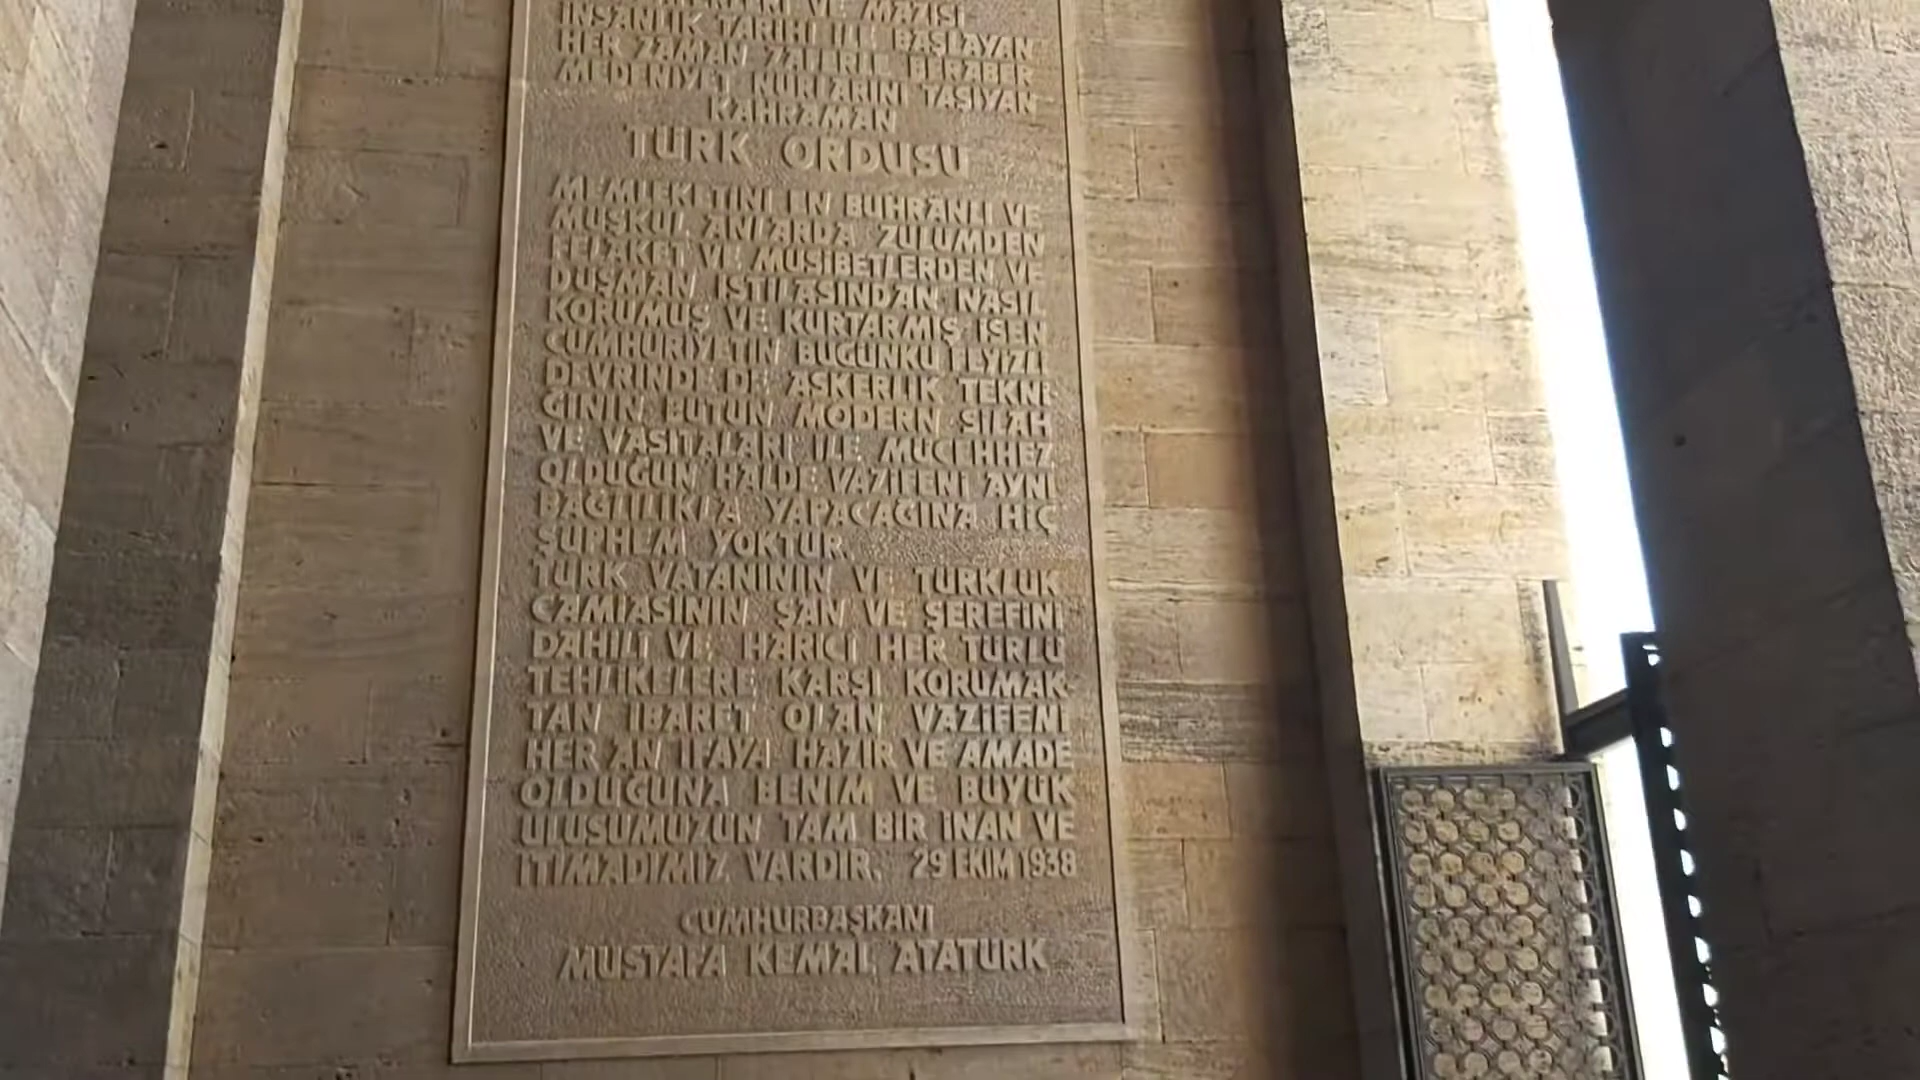 VE MAZİSİ
İNSANLIK TARİHİ İLE BAŞLAYAN
HER ZAMAN ZAFERLE BERABER
MEDENİYET NURLARINI TAŞIYAN
KAHRAMAN
TÜRK ORDUSU
MEMLEKETİNİ EN BUHRANLI VE
MÜŞKÜL ANLARDA ZULÜMDEN
FELAKET VE MUSİBETLERDEN VE
DÜŞMAN İSTİLASINDAN NASIL
KORUMUŞ VE KURTARMIŞ İSEN
CUMHURİYETİN BUGÜNKÜ FEYİZLİ
DEVRİNDE DE ASKERLİK TEKNİ
ĞİNİN BÜTÜN MODERN SİLAH
VE VASITALARI İLE MÜCEHHEZ
OLDUĞUN HALDE VAZİFENİ AYNI
BAĞLILIKLA YAPACAĞINA HİÇ
ŞÜPHEM YOKTUR.
TÜRK VATANININ VE TÜRKLÜK
CAMİASININ ŞAN VE ŞEREFİNİ
DAHİLİ VE HARİCİ HER TÜRLÜ
TEHLİKELERE KARŞI KORUMAK-
TAN İBARET OLAN VAZİFENİ
HER AN İFAYA HAZIR VE AMADE
OLDUĞUNA BENİM VE BÜYÜK
ULUSUMUZUN TAM BİR İNAN VE
İTİMADIMIZ VARDIR. 29 EKİM 1938
CUMHURBAŞKANI
MUSTAFA KEMAL ATATÜRK